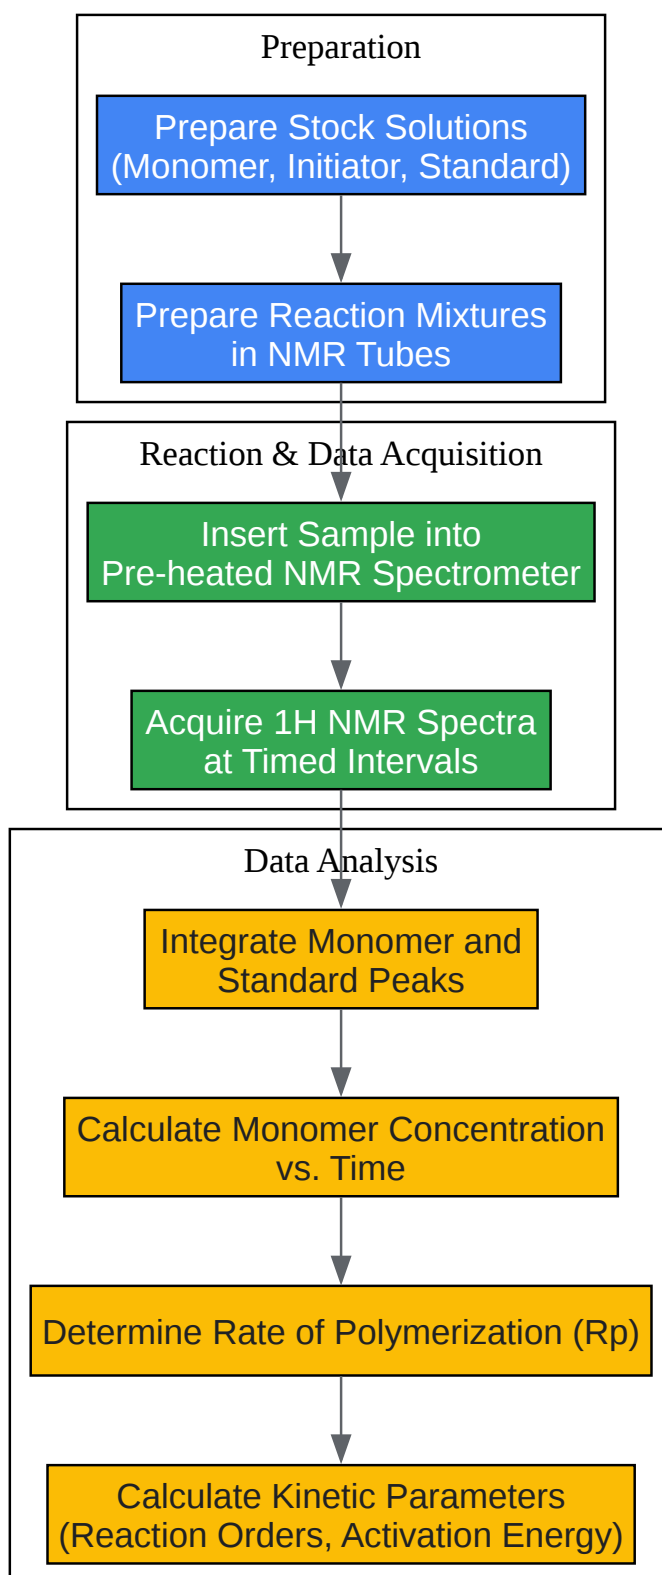 Preparation
Prepare Stock Solutions
(Monomer, Initiator, Standard)
Prepare Reaction Mixtures
in NMR Tubes
Reaction & Data Acquisition
Insert Sample into
Pre-heated NMR Spectrometer
Acquire 1H NMR Spectra
at Timed Intervals
Data Analysis
Integrate Monomer and
Standard Peaks
Calculate Monomer Concentration
vs. Time
Determine Rate of Polymerization (Rp)
Calculate Kinetic Parameters
(Reaction Orders, Activation Energy)